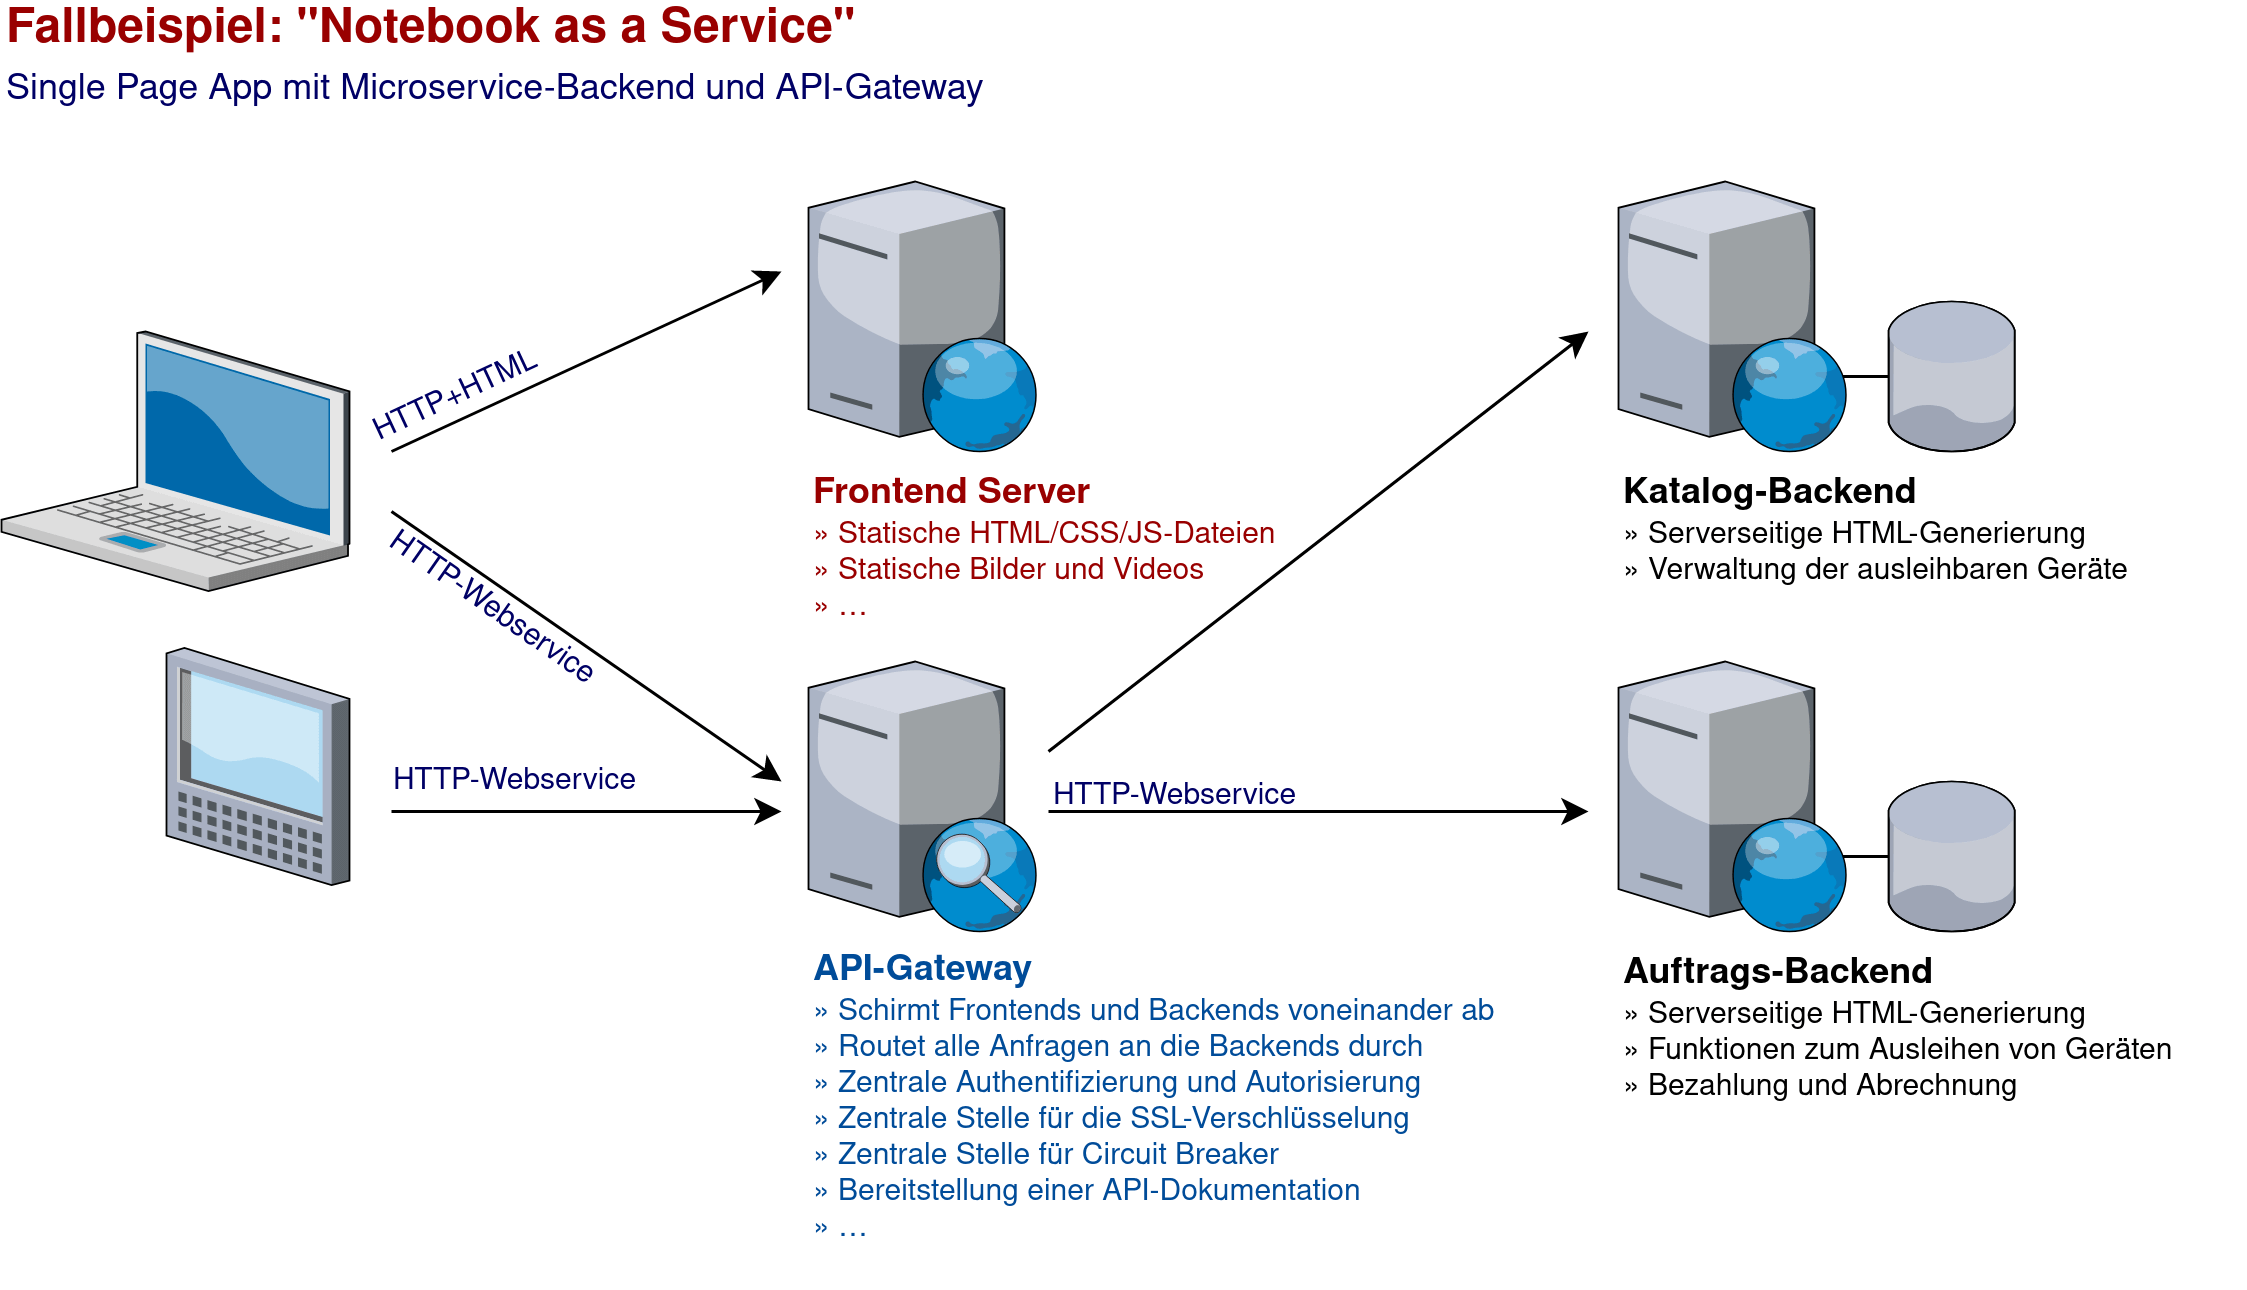 Fallbeispiel: "Notebook as a Service"
Single Page App mit Microservice-Backend und API-Gateway
HTTP+HTML
HTTP-Webservice
HTTP-Webservice
Frontend Server
» Statische HTML/CSS/JS-Dateien
» Statische Bilder und Videos
» …
HTTP-Webservice
API-Gateway
» Schirmt Frontends und Backends voneinander ab
» Routet alle Anfragen an die Backends durch
» Zentrale Authentifizierung und Autorisierung
» Zentrale Stelle für die SSL-Verschlüsselung
» Zentrale Stelle für Circuit Breaker
» Bereitstellung einer API-Dokumentation
» …
Katalog-Backend
» Serverseitige HTML-Generierung
» Verwaltung der ausleihbaren Geräte
Auftrags-Backend
» Serverseitige HTML-Generierung
» Funktionen zum Ausleihen von Geräten
» Bezahlung und Abrechnung